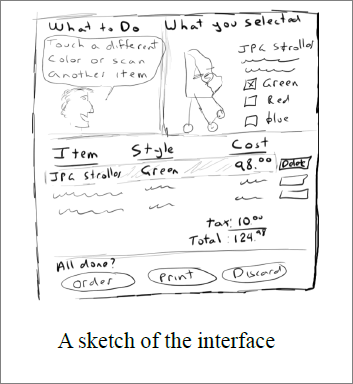 What to Do
Touch a different
Color or scan
another item
What you selected
JPG Stroller
Green
Red
blue
Item Style Cost
JPG Stroller Green 98.00 Delete
tax: 10.00
Total: 124.98
All done?
Order Print Discard
A sketch of the interface